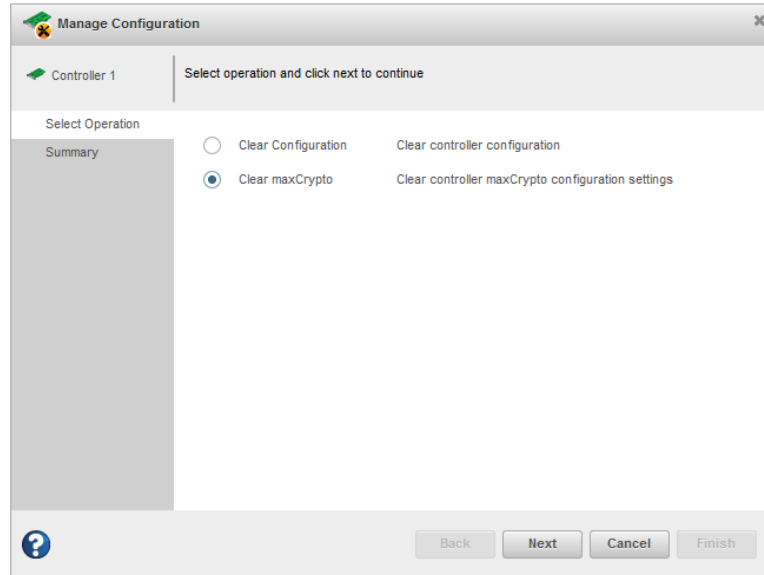 Manage Configuration
Controller 1
Select operation and click next to continue
Select Operation
Summary
Clear Configuration Clear controller configuration
Clear maxCrypto Clear controller maxCrypto configuration settings
? Back Next Cancel Finish